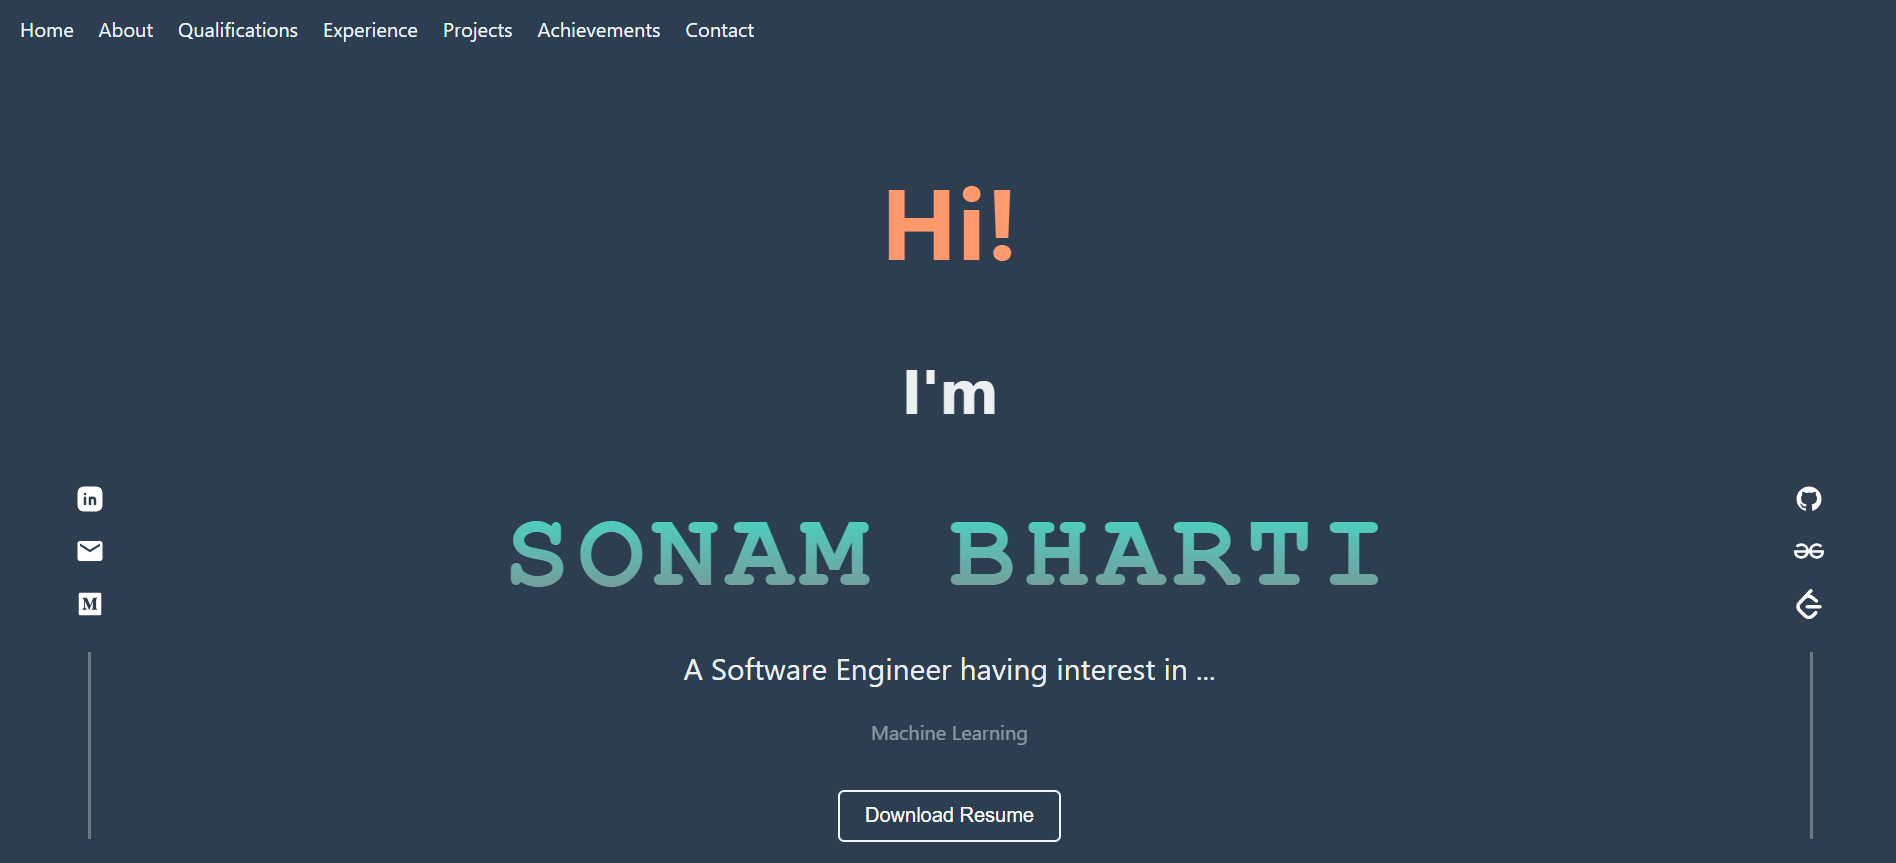 Home About Qualifications Experience Projects Achievements Contact
Hi!
I'm
SONAM BHARTI
in
M
A Software Engineer having interest in ...
Machine Learning
Download Resume